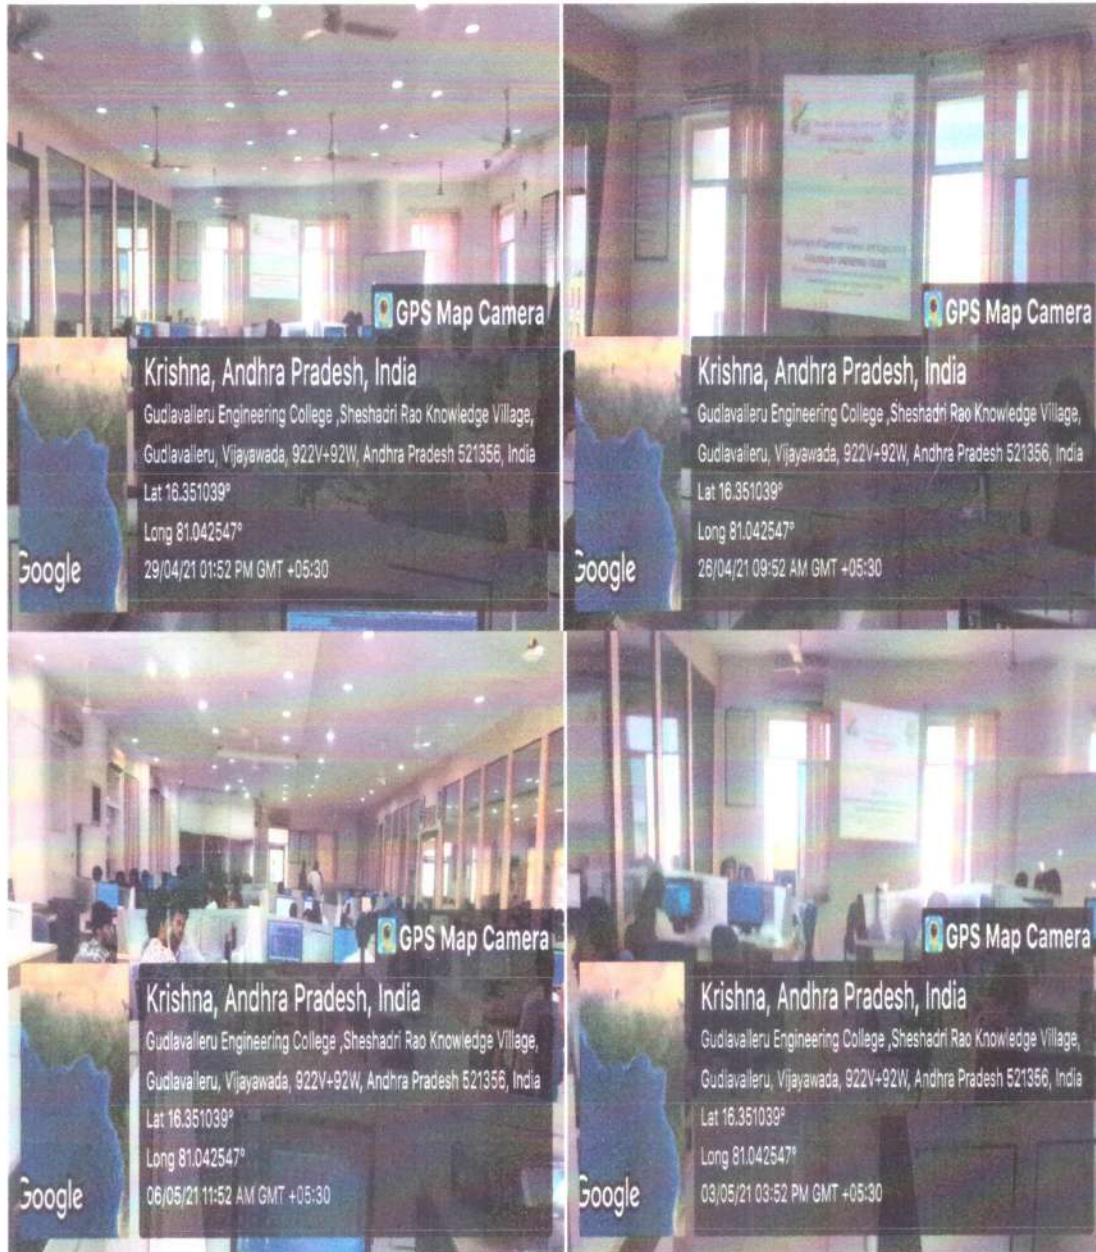 GPS Map Camera
Krishna, Andhra Pradesh, India
Gudlavalleru Engineering College ,Sheshadri Rao Knowledge Village,
Gudlavalleru, Vijayawada, 922V+92W, Andhra Pradesh 521356, India
Lat 16.351039°
Long 81.042547°
29/04/21 01:52 PM GMT +05:30
Google
GPS Map Camera
Krishna, Andhra Pradesh, India
Gudlavalleru Engineering College ,Sheshadri Rao Knowledge Village,
Gudlavalleru, Vijayawada, 922V+92W, Andhra Pradesh 521356, India
Lat 16.351039°
Long 81.042547°
26/04/21 09:52 AM GMT +05:30
Google
GPS Map Camera
Krishna, Andhra Pradesh, India
Gudlavalleru Engineering College ,Sheshadri Rao Knowledge Village,
Gudlavalleru, Vijayawada, 922V+92W, Andhra Pradesh 521356, India
Lat 16.351039°
Long 81.042547°
06/05/21 11:52 AM GMT +05:30
Google
GPS Map Camera
Krishna, Andhra Pradesh, India
Gudlavalleru Engineering College ,Sheshadri Rao Knowledge Village,
Gudlavalleru, Vijayawada, 922V+92W, Andhra Pradesh 521356, India
Lat 16.351039°
Long 81.042547°
03/05/21 03:52 PM GMT +05:30
Google